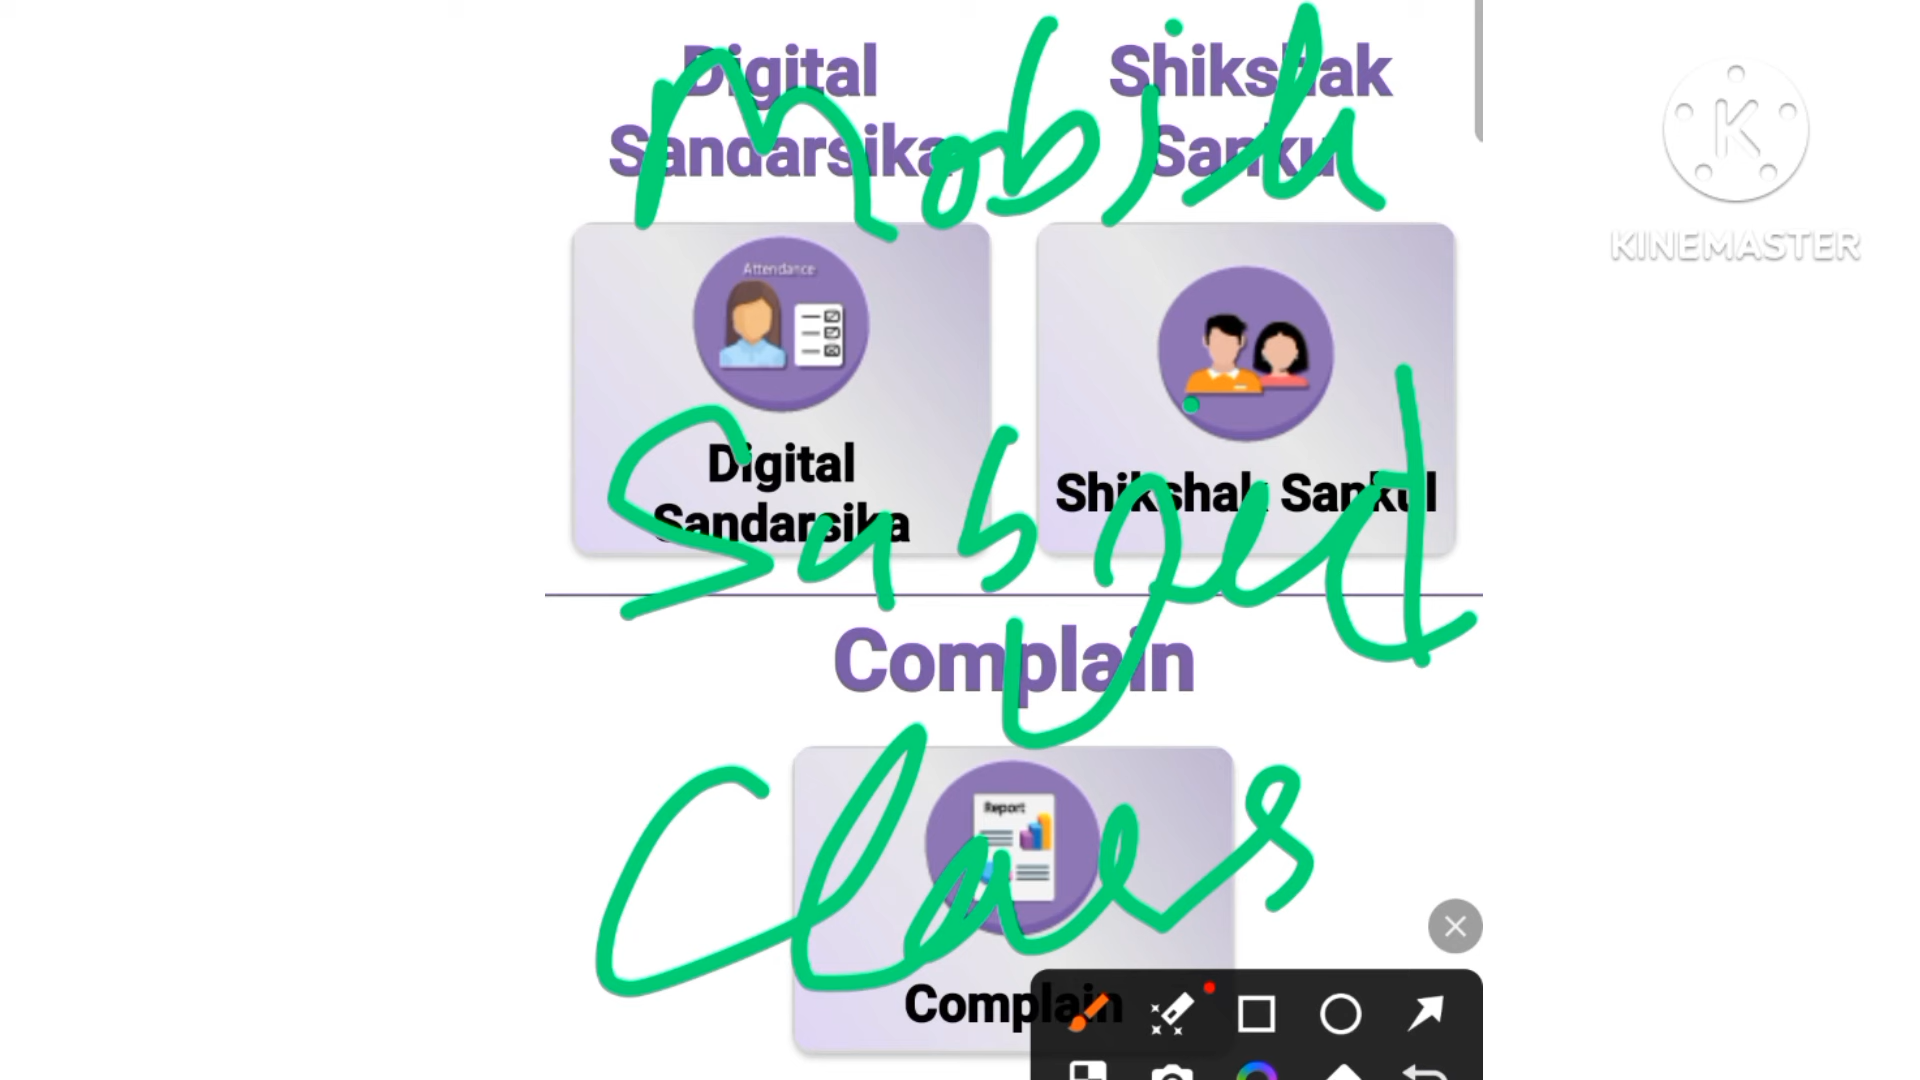 Digital Sandarsika
Shikshak Sankul
Mobile
KINEMASTER
Attendance
Digital Sandarsika
Shikshak Sankul
Subject
Complain
Report
Class
Complain